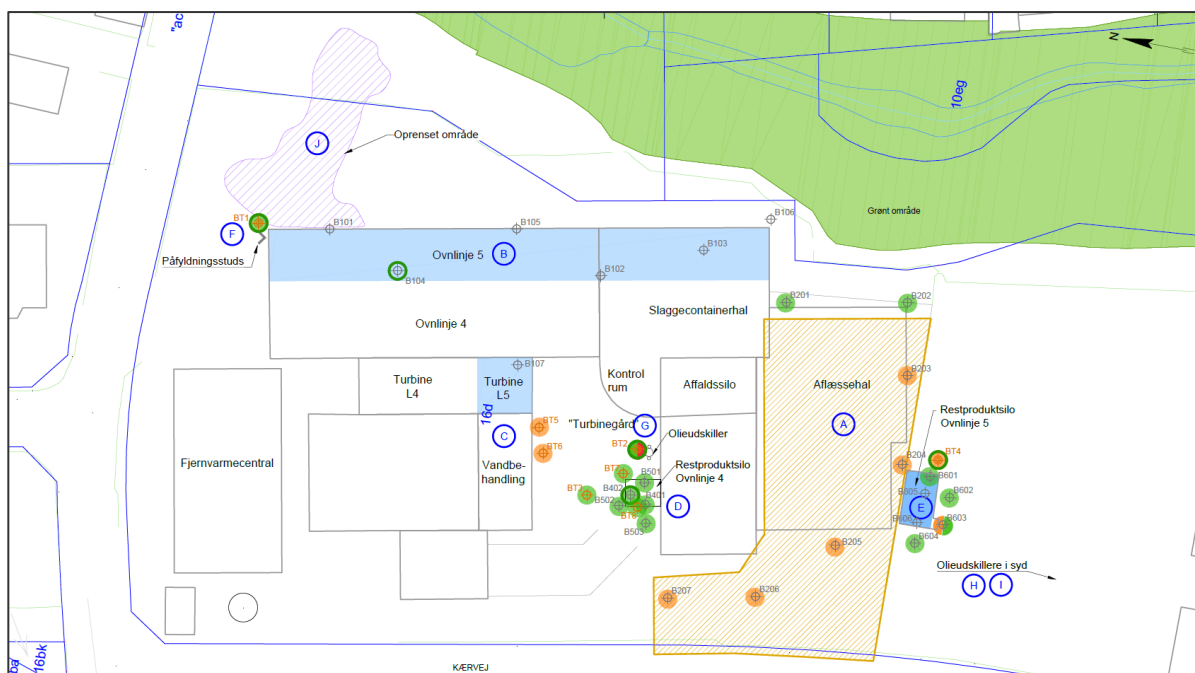 "ac
N
10eg
J
Oprenset område
Grønt område
BT1
F
B101
B105
B106
Påfyldningsstuds
Ovnlinje 5
B
B103
B104
B102
Slaggecontainerhal
B201
B202
Ovnlinje 4
B107
Turbine
L4
Turbine
L5
16d
Kontrol
rum
Affaldssilo
Aflæssehal
B203
Restproduktsilo
Ovnlinje 5
"Turbinegård"
G
Olieudskiller
A
BT5
BT2
C
BT6
Fjernvarmecentral
Vandbe-
handling
Restproduktsilo
Ovnlinje 4
B204
BT4
B501
B601
B402
B401
B502
D
B605
B602
E
B503
B603
B604
B205
Olieudskillere i syd
H
I
B207
B206
KÆRVEJ
16bk